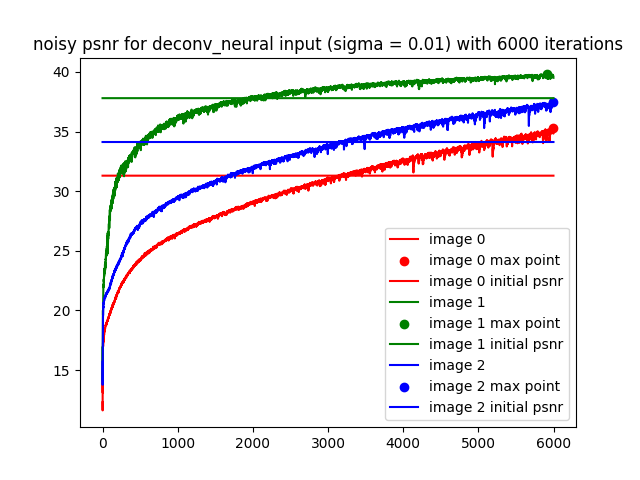 noisy psnr for deconv_neural input (sigma = 0.01) with 6000 iterations
40
35
30
25
20
15
image 0
image 0 max point
image 0 initial psnr
image 1
image 1 max point
image 1 initial psnr
image 2
image 2 max point
image 2 initial psnr
0 1000 2000 3000 4000 5000 6000